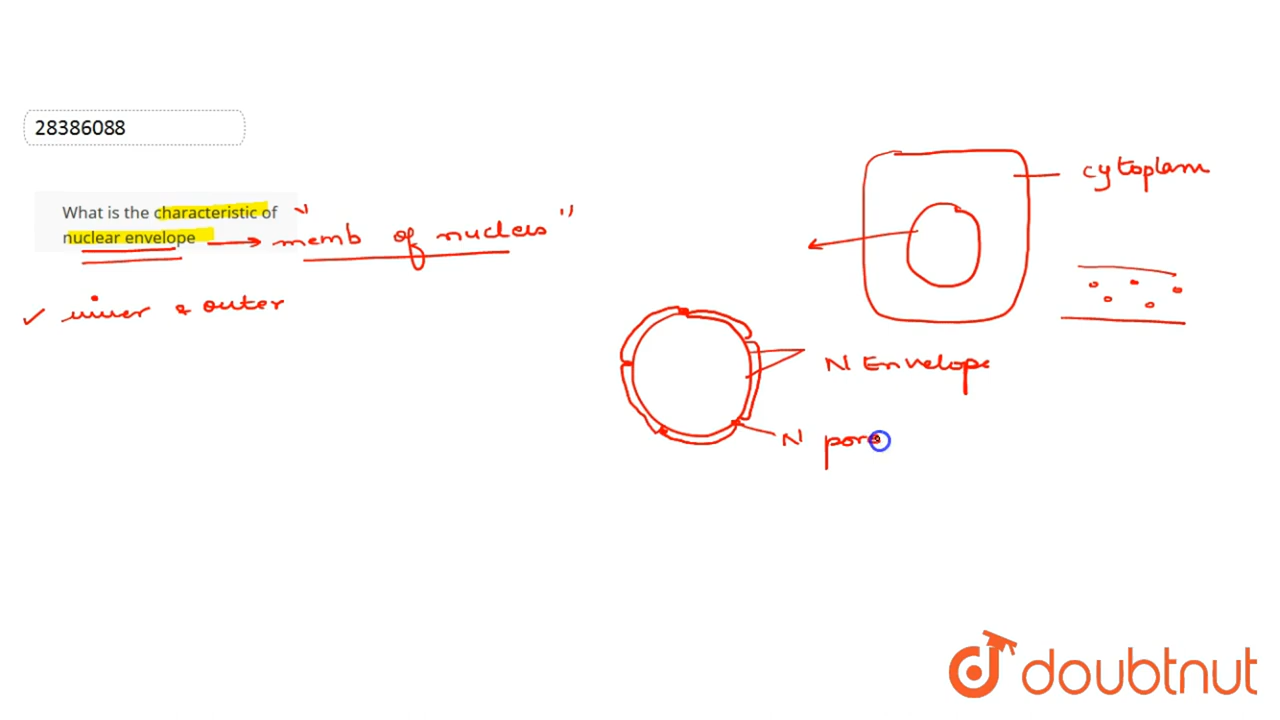 28386088
What is the characteristic of
nuclear envelope → "memb of nucleus"
✓ inner & outer
cytoplasm
N Envelope
N pore
doubtnut